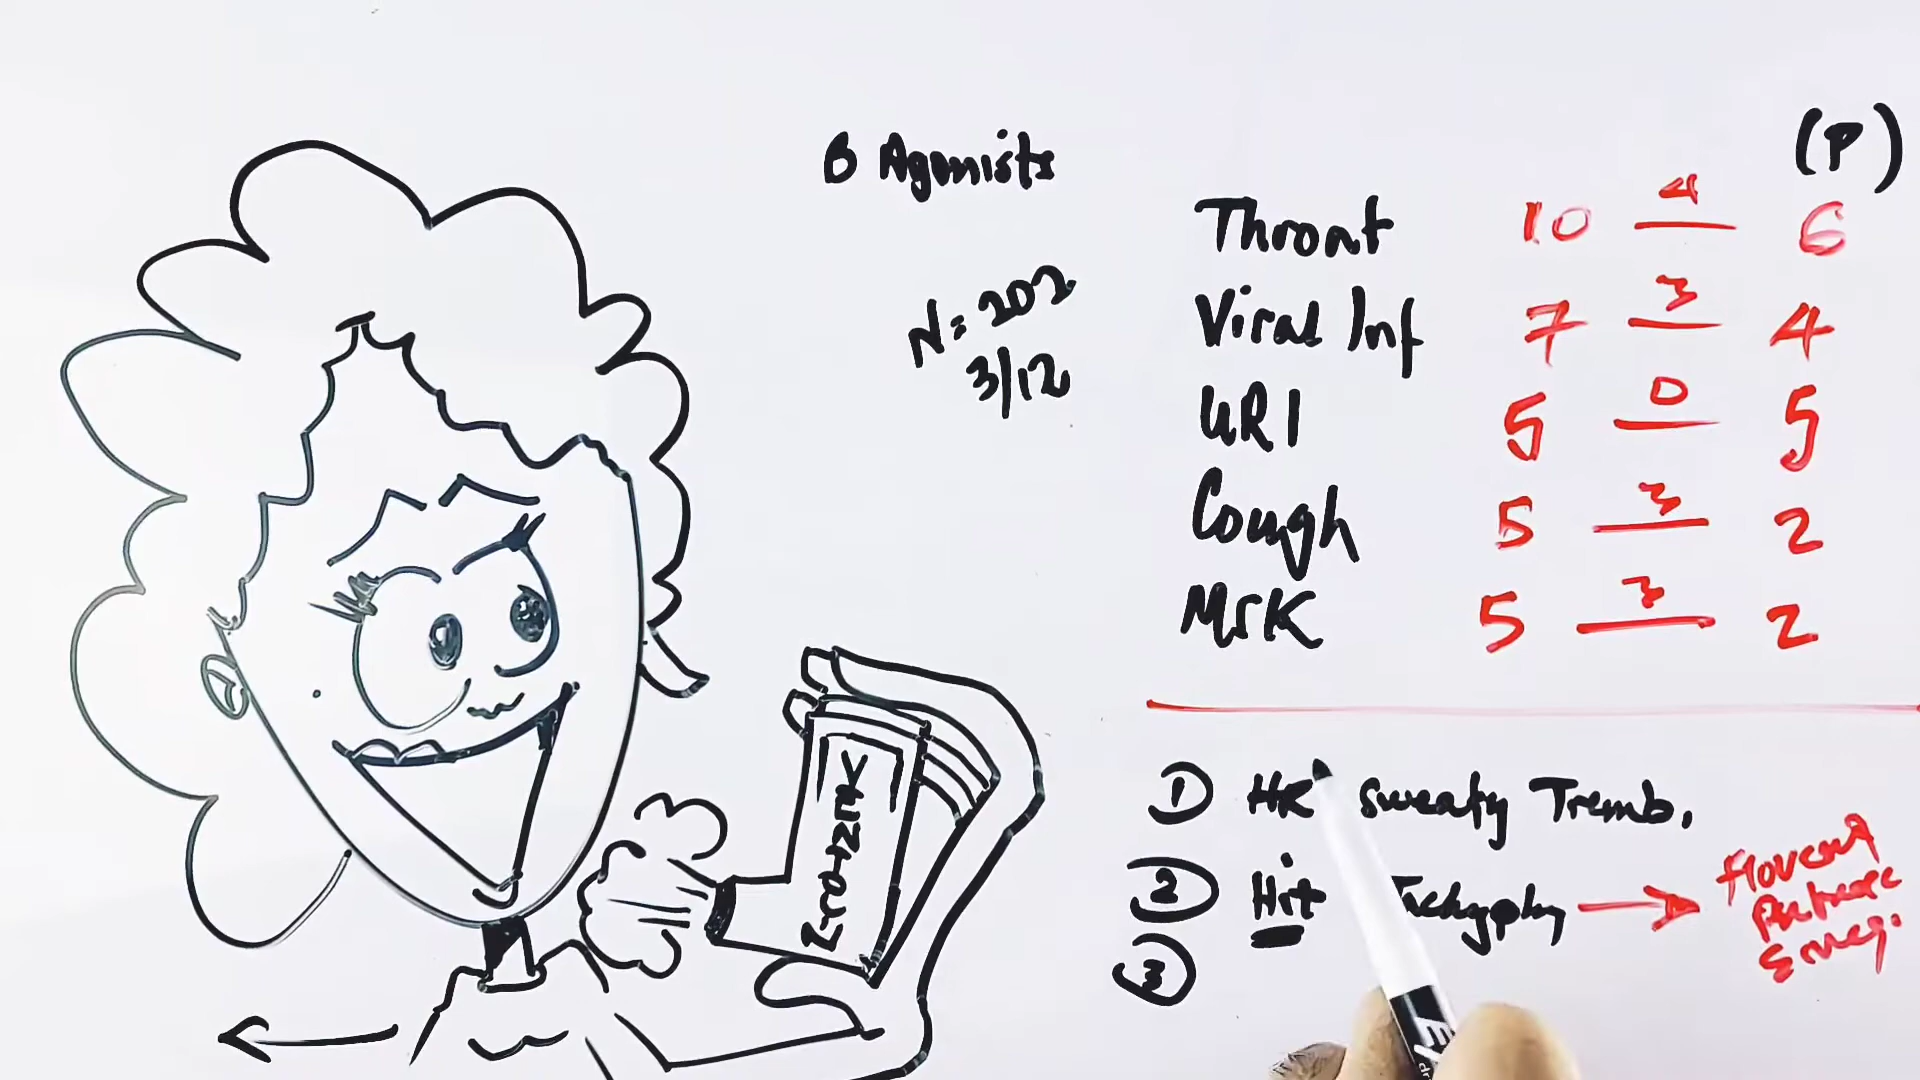 β Agonists
N = 202
3/12
(P)
Throat 10 4 6
Viral Inf 7 3 4
URI 5 0 5
Cough 5 3 2
MSK 5 3 2
① HR sweaty Tremb.
② Hit Tachyphy →
Flovent
③